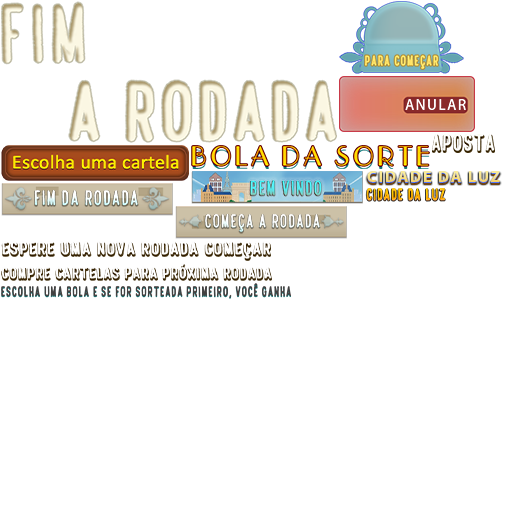 FIM
PARA COMEÇAR
A RODADA
ANULAR
APOSTA
Escolha uma cartela
BOLA DA SORTE
CIDADE DA LUZ
BEM VINDO
CIDADE DA LUZ
FIM DA RODADA
COMEÇA A RODADA
ESPERE UMA NOVA RODADA COMEÇAR
COMPRE CARTELAS PARA PRÓXIMA RODADA
ESCOLHA UMA BOLA E SE FOR SORTEADA PRIMEIRO, VOCÊ GANHA